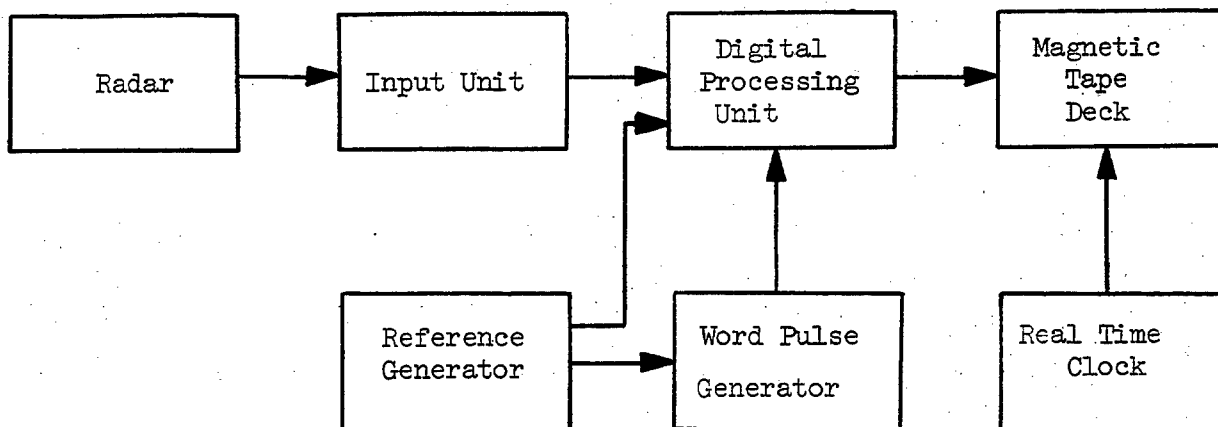 Radar
Input Unit
Digital
Processing
Unit
Magnetic
Tape
Deck
Reference
Generator
Word Pulse
Generator
Real Time
Clock